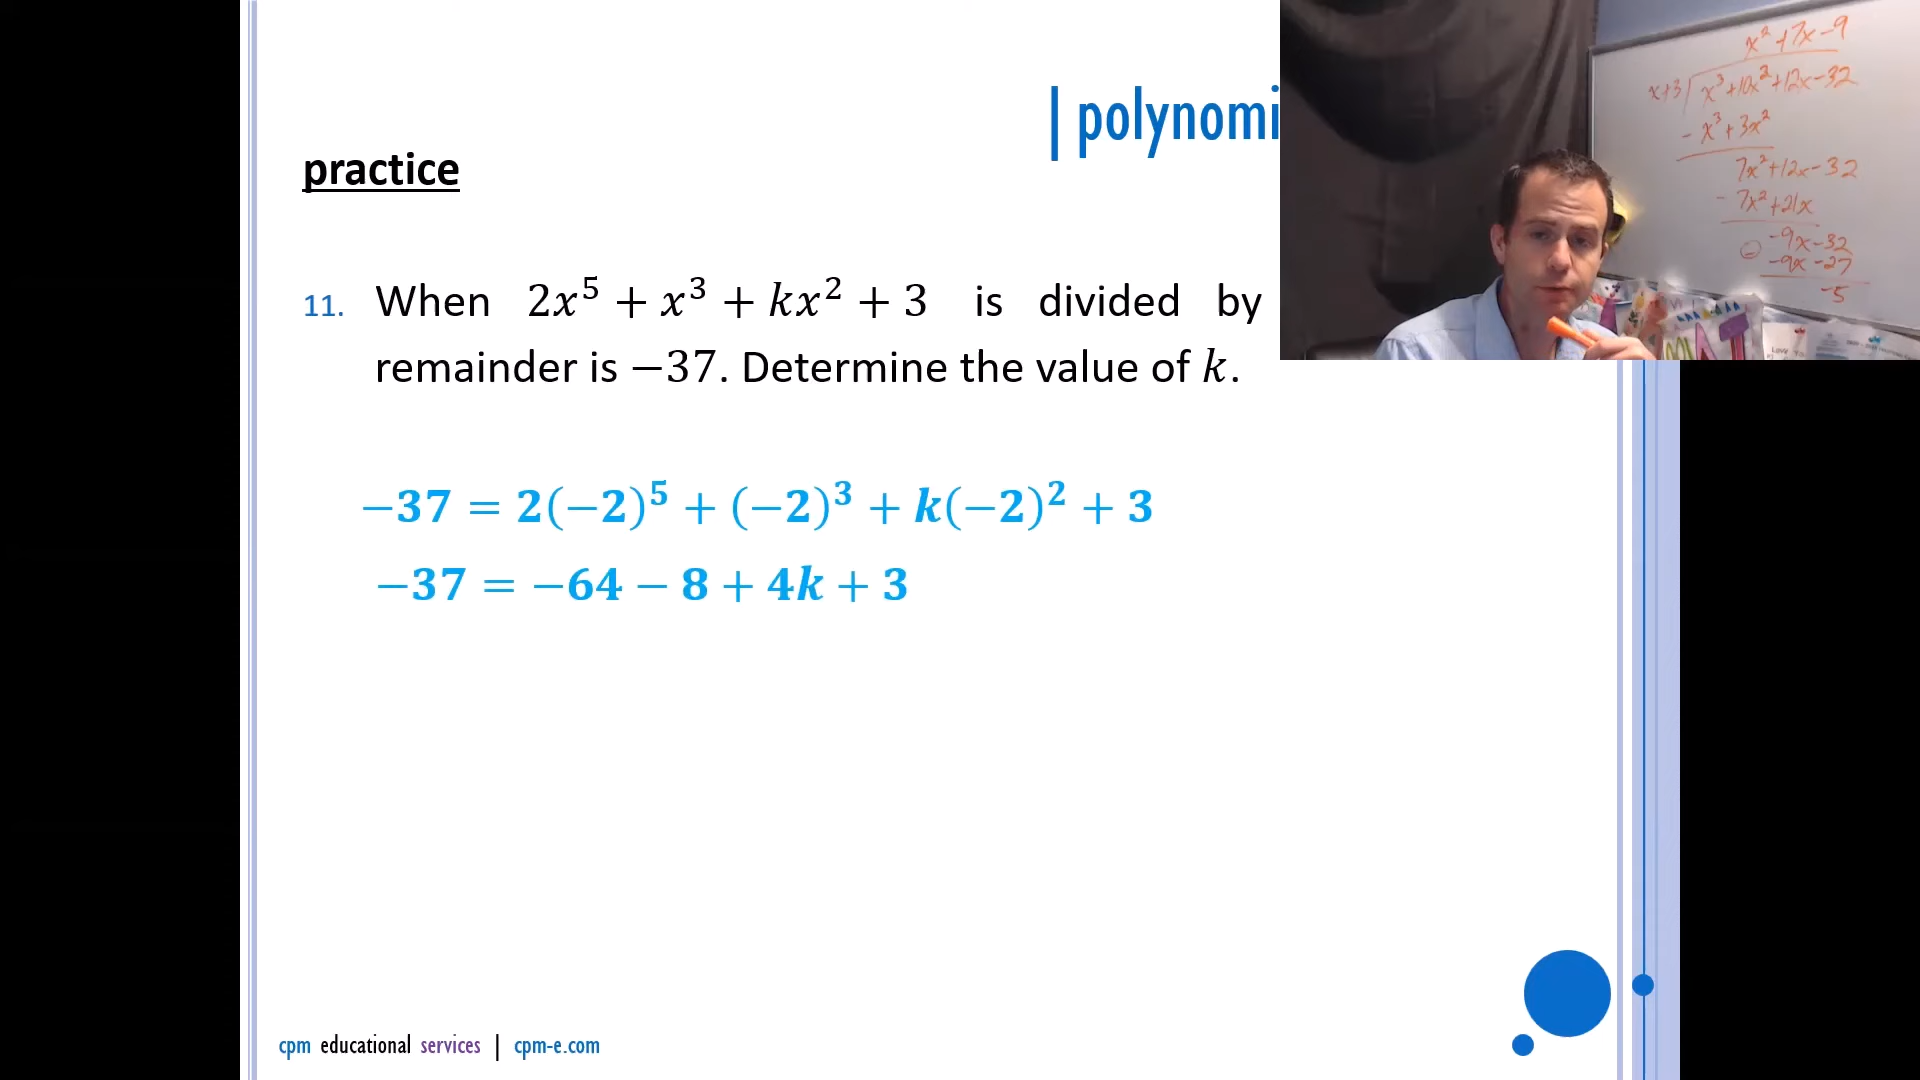 | polynomi
practice
11. When 2x⁵ + x³ + kx² + 3 is divided by
remainder is −37. Determine the value of k.
−37 = 2(−2)⁵ + (−2)³ + k(−2)² + 3
−37 = −64 − 8 + 4k + 3
cpm educational services | cpm-e.com
x² + 7x − 9
x+3 ) x³ + 10x² + 12x − 32
− x³ + 3x²
7x² + 12x − 32
− 7x² + 21x
−9x − 32
− −9x − 27
−5